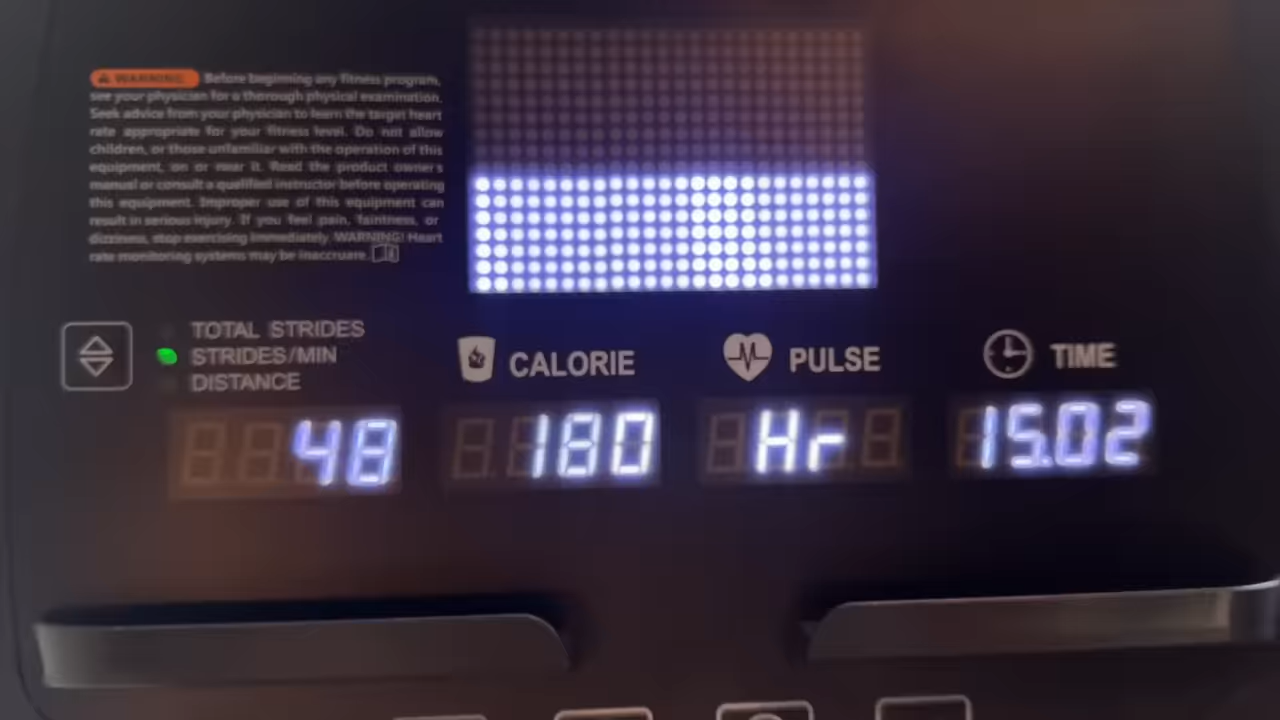 WARNING: Before beginning any fitness program,
see your physician for a thorough physical examination.
Seek advice from your physician to learn the target heart
rate appropriate for your fitness level. Do not allow
children, or those unfamiliar with the operation of this
equipment, on or near it. Read the product owner's
manual or consult a qualified instructor before operating
this equipment. Improper use of this equipment can
result in serious injury. If you feel pain, faintness, or
dizziness, stop exercising immediately. WARNING! Heart
rate monitoring systems may be inaccurate.
TOTAL STRIDES
STRIDES/MIN
DISTANCE
CALORIE
PULSE
TIME
48
180
Hr
15.02